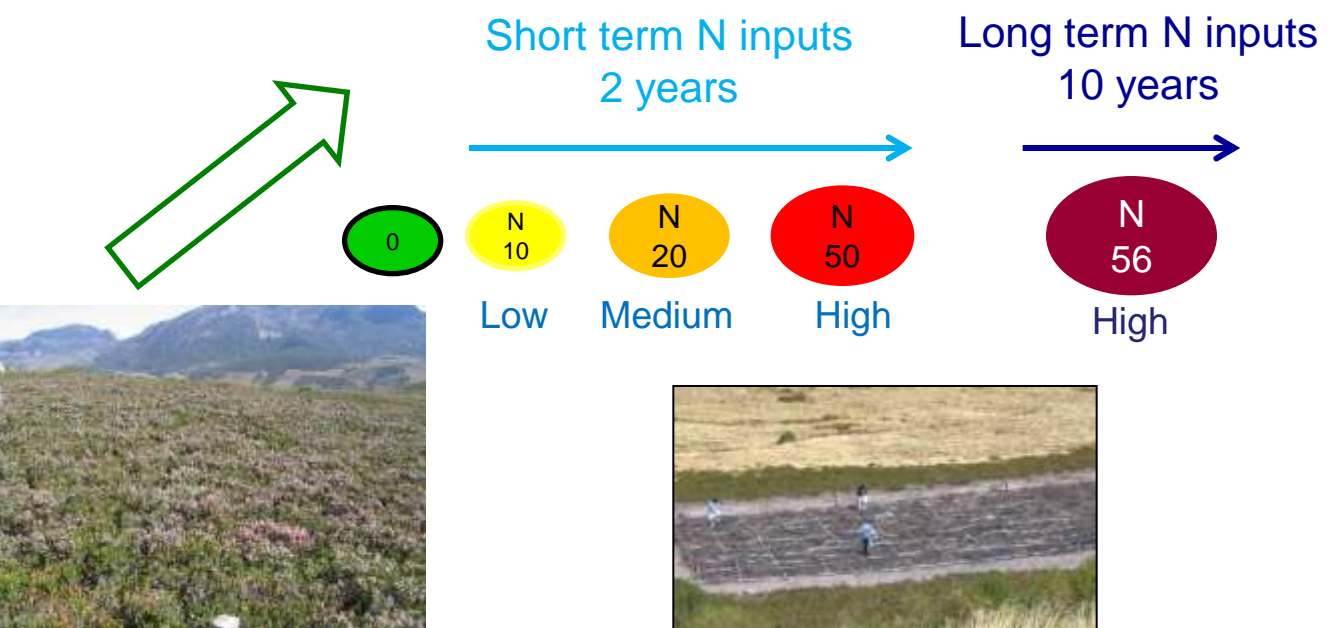 Short term N inputs
2 years
Long term N inputs
10 years
0
N
10
N
20
N
50
N
56
Low
Medium
High
High